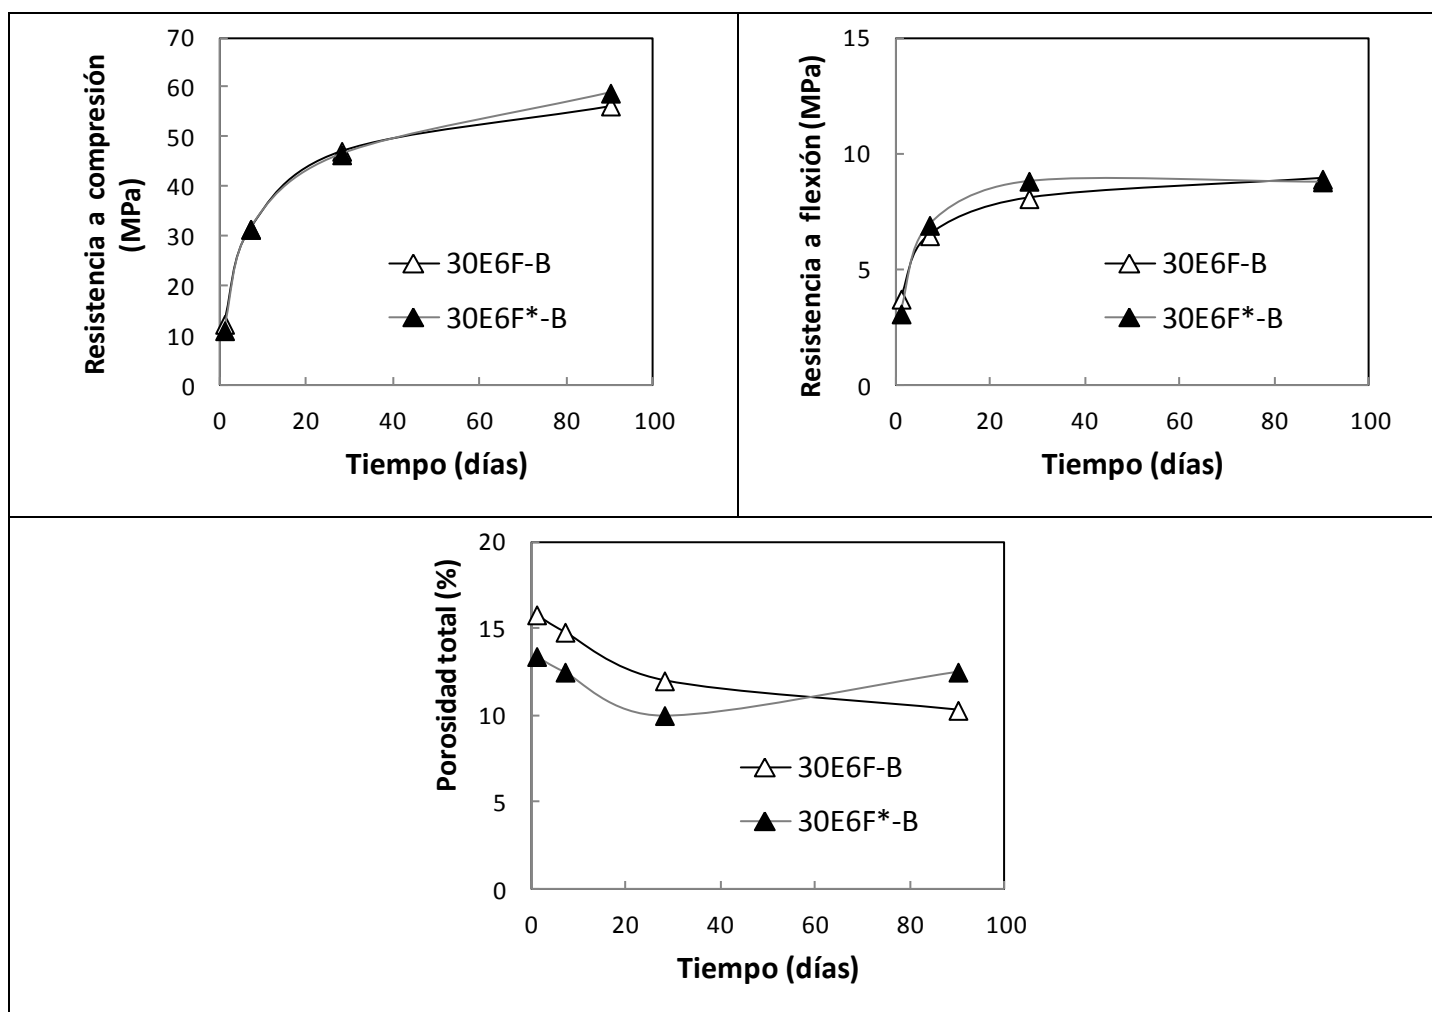 Resistencia a compresión
(MPa)
70
60
50
40
30
20
10
0
30E6F-B
30E6F*-B
0 20 40 60 80 100
Tiempo (días)
Resistencia a flexión (MPa)
15
10
5
0
30E6F-B
30E6F*-B
0 20 40 60 80 100
Tiempo (días)
Porosidad total (%)
20
15
10
5
0
30E6F-B
30E6F*-B
0 20 40 60 80 100
Tiempo (días)